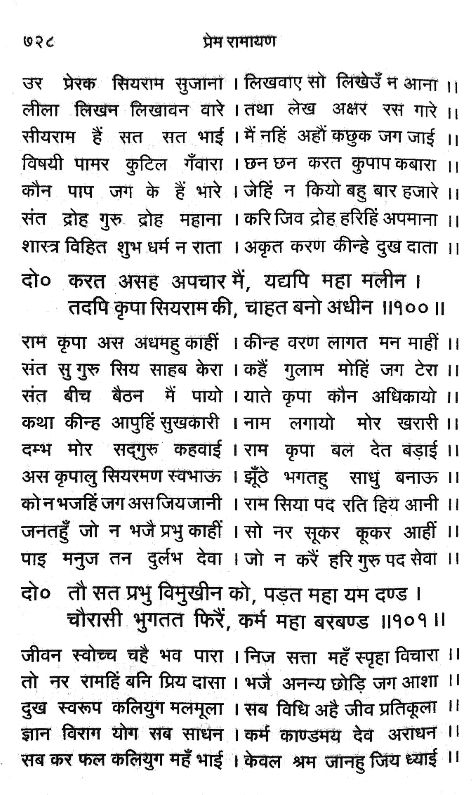 ७२८ प्रेम रामायण
उर प्रेरक सियराम सुजाना । लिखवाए सो लिखेउँ न आना ।।
लीला लिखन लिखावन वारे । तथा लेख अक्षर रस गारे ।।
सीयराम हैं सत सत भाई । मैं नहिं अहौं कछुक जग जाई ।।
विषयी पामर कुटिल गँवारा । छन छन करत कुपाप कबारा ।।
कौन पाप जग के हैं भारे । जेहिं न कियो बहु बार हजारे ।।
संत द्रोह गुरु द्रोह महाना । करि जिव द्रोह हरिहिं अपमाना ।।
शास्त्र विहित शुभ धर्म न राता । अकृत करण कीन्हे दुख दाता ।।
दो० करत असह अपचार मैं, यद्यपि महा मलीन ।
तदपि कृपा सियराम की, चाहत बनो अधीन ।।१००।।
राम कृपा अस अधमहु काहीं । कीन्ह वरण लागत मन माहीं ।।
संत सु गुरु सिय साहब केरा । कहैं गुलाम मोहिं जग टेरा ।।
संत बीच बैठन मैं पायो । याते कृपा कौन अधिकायो ।।
कथा कीन्ह आपुहिं सुखकारी । नाम लगायो मोर खरारी ।।
दम्भ मोर सद्गुरु कहवाई । राम कृपा बल देत बड़ाई ।।
अस कृपालु सियरमण स्वभाऊ । झूँठे भगतहु साधु बनाऊ ।।
को न भजहिं जग अस जिय जानी । राम सिया पद रति हिय आनी ।।
जनतहुँ जो न भजै प्रभु काहीं । सो नर सूकर कूकर आहीं ।।
पाइ मनुज तन दुर्लभ देवा । जो न करैं हरि गुरु पद सेवा ।।
दो० तौ सत प्रभु विमुखीन को, पड़त महा यम दण्ड ।
चौरासी भुगतत फिरैं, कर्म महा बरबण्ड ।।१०१।।
जीवन स्वोच्च चहै भव पारा । निज सत्ता महँ स्पृहा विचारा ।।
तो नर रामहिं बनि प्रिय दासा । भजै अनन्य छोड़ि जग आशा ।।
दुख स्वरूप कलियुग मलमूला । सब विधि अहै जीव प्रतिकूला ।।
ज्ञान विराग योग सब साधन । कर्म काण्डमय देव अराधन ।।
सब कर फल कलियुग महँ भाई । केवल श्रम जानहु जिय ध्याई ।।